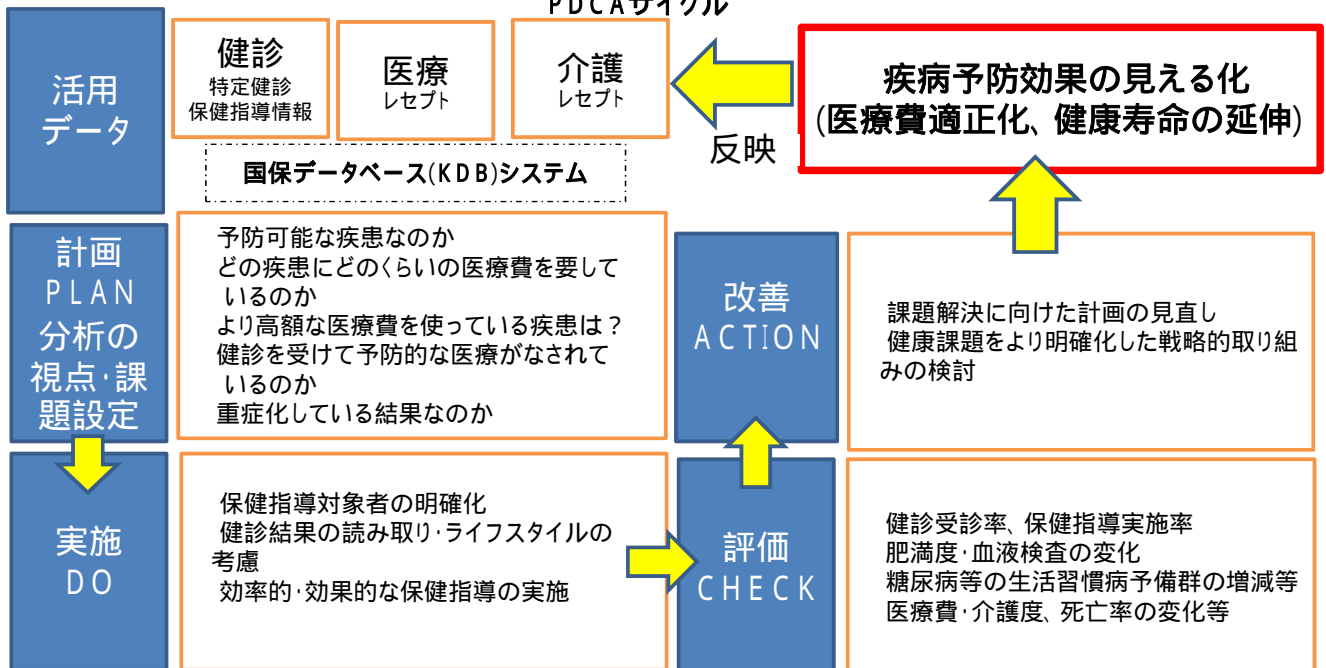 PDCAサイクル
活用
データ
健診
特定健診
保健指導情報
医療
レセプト
介護
レセプト
国保データベース(KDB)システム
反映
疾病予防効果の見える化
(医療費適正化、健康寿命の延伸)
計画
PLAN
分析の
視点・課
題設定
予防可能な疾患なのか
どの疾患にどのくらいの医療費を要して
いるのか
より高額な医療費を使っている疾患は？
健診を受けて予防的な医療がなされて
いるのか
重症化している結果なのか
改善
ACTION
課題解決に向けた計画の見直し
健康課題をより明確化した戦略的取り組
みの検討
実施
DO
保健指導対象者の明確化
健診結果の読み取り・ライフスタイルの
考慮
効率的・効果的な保健指導の実施
評価
CHECK
健診受診率、保健指導実施率
肥満度・血液検査の変化
糖尿病等の生活習慣病予備群の増減等
医療費・介護度、死亡率の変化等